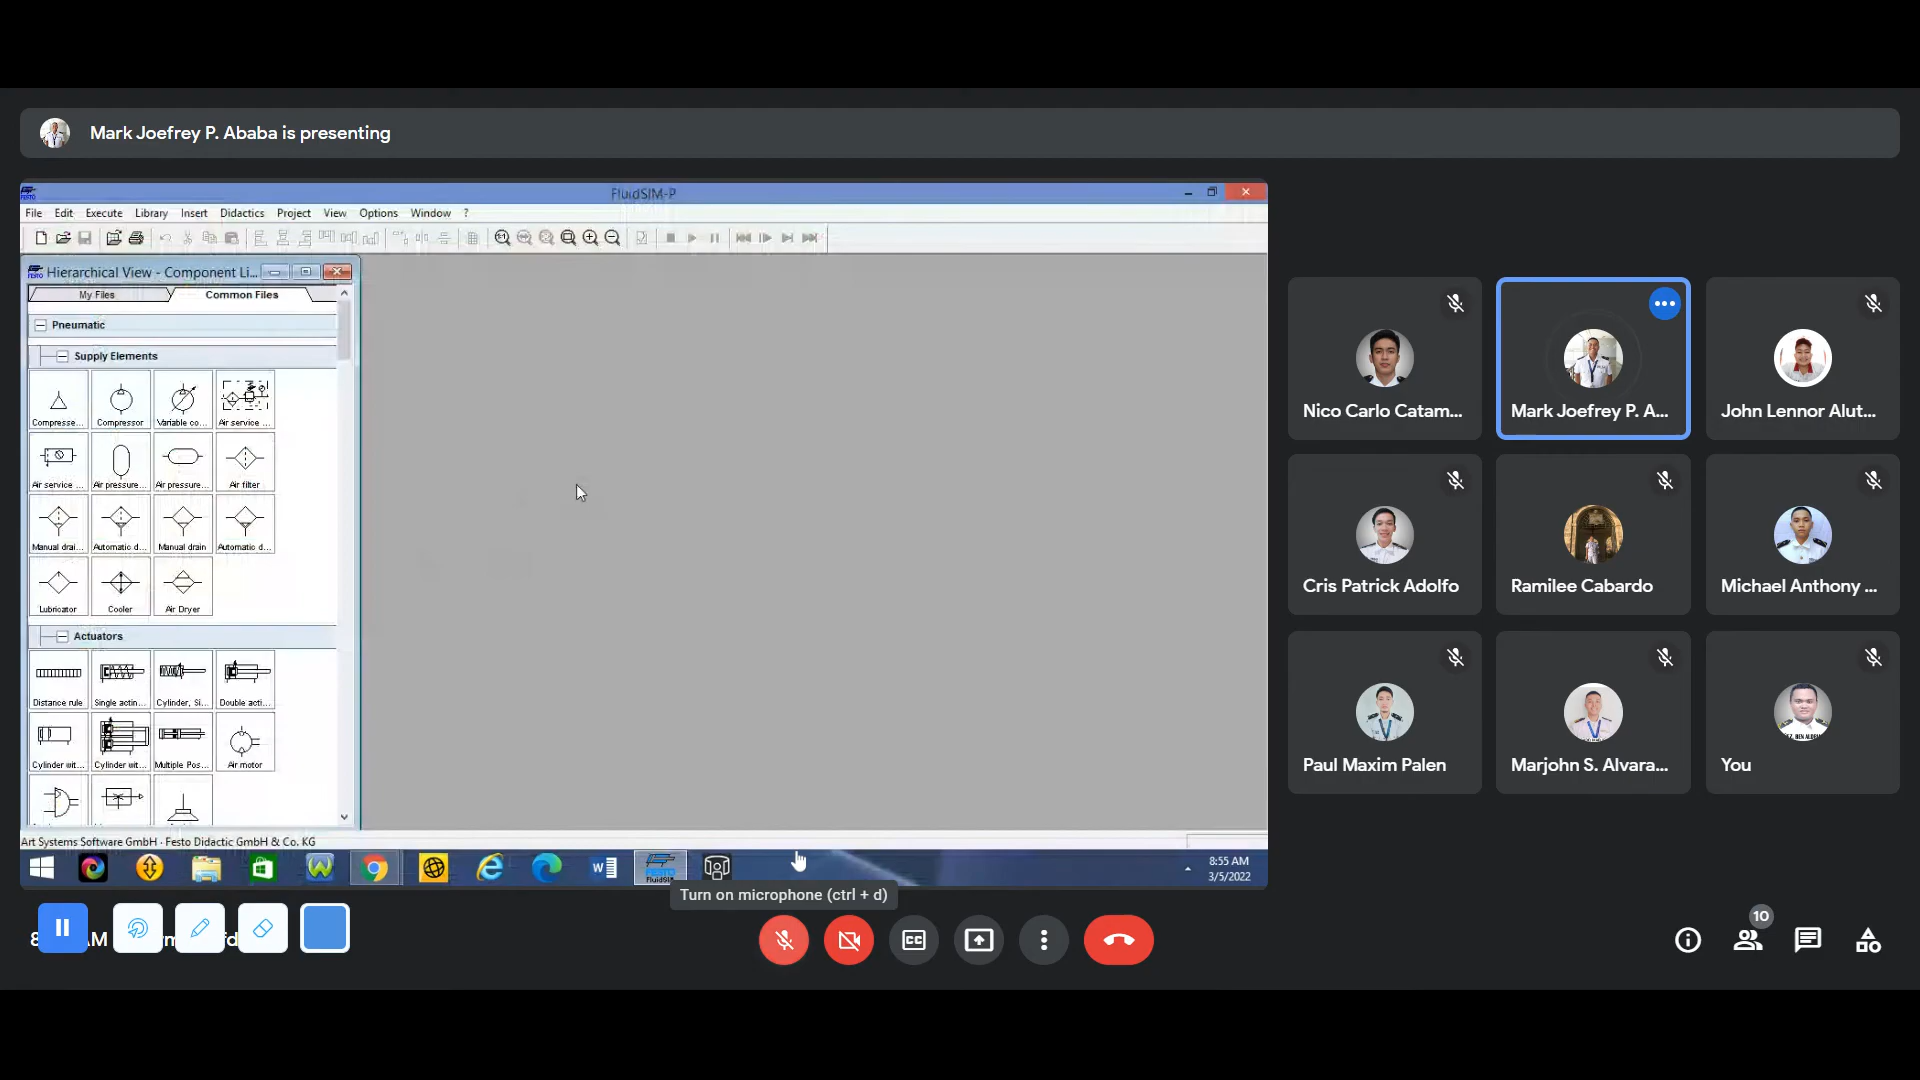 Mark Joefrey P. Ababa is presenting
FluidSIM-P
File Edit Execute Library Insert Didactics Project View Options Window ?
Hierarchical View - Component Li...
My Files Common Files
Pneumatic
Supply Elements
Compresse... Compressor Variable co... Air service ...
Air service ... Air pressure... Air pressure... Air filter
Manual drai... Automatic d... Manual drain Automatic d...
Lubricator Cooler Air Dryer
Actuators
Distance rule Single actin... Cylinder, Si... Double acti...
Cylinder wit... Cylinder wit... Multiple Pos... Air motor
Art Systems Software GmbH - Festo Didactic GmbH & Co. KG
8:55 AM
3/5/2022
Turn on microphone (ctrl + d)
Nico Carlo Catam...
Mark Joefrey P. A...
John Lennor Alut...
Cris Patrick Adolfo
Ramilee Cabardo
Michael Anthony ...
Paul Maxim Palen
Marjohn S. Alvara...
You
AM
10